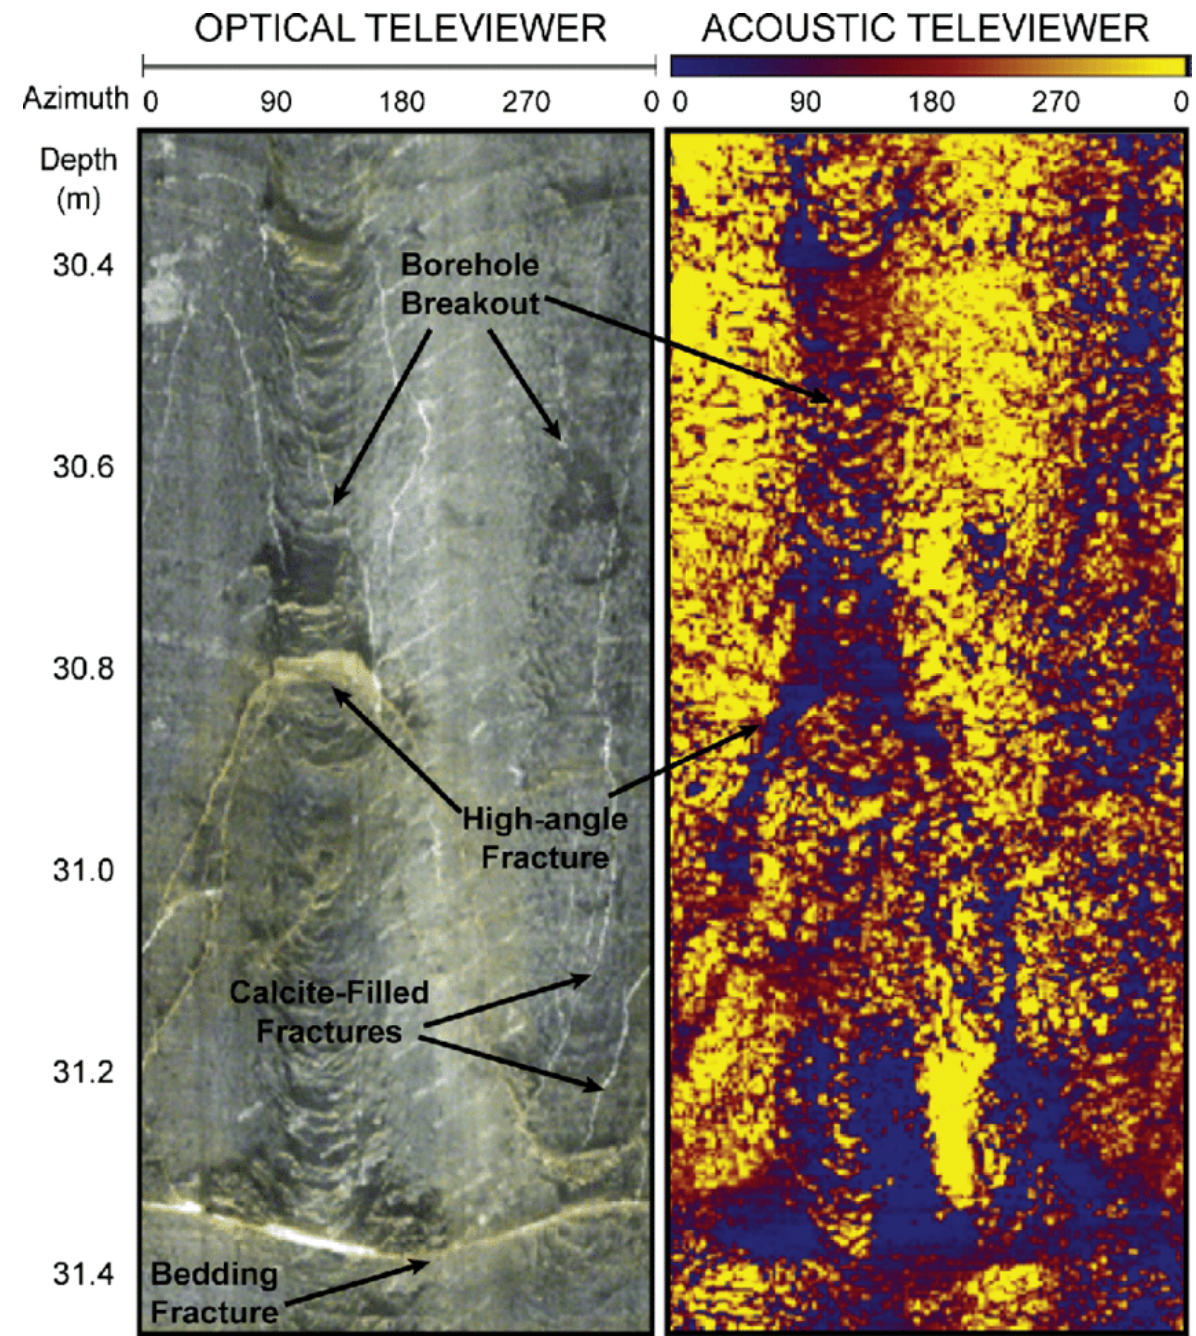 OPTICAL TELEVIEWER
ACOUSTIC TELEVIEWER
Azimuth 0 90 180 270 0
0 90 180 270 0
Depth
(m)
30.4
Borehole
Breakout
30.6
30.8
High-angle
Fracture
31.0
Calcite-Filled
Fractures
31.2
31.4
Bedding
Fracture